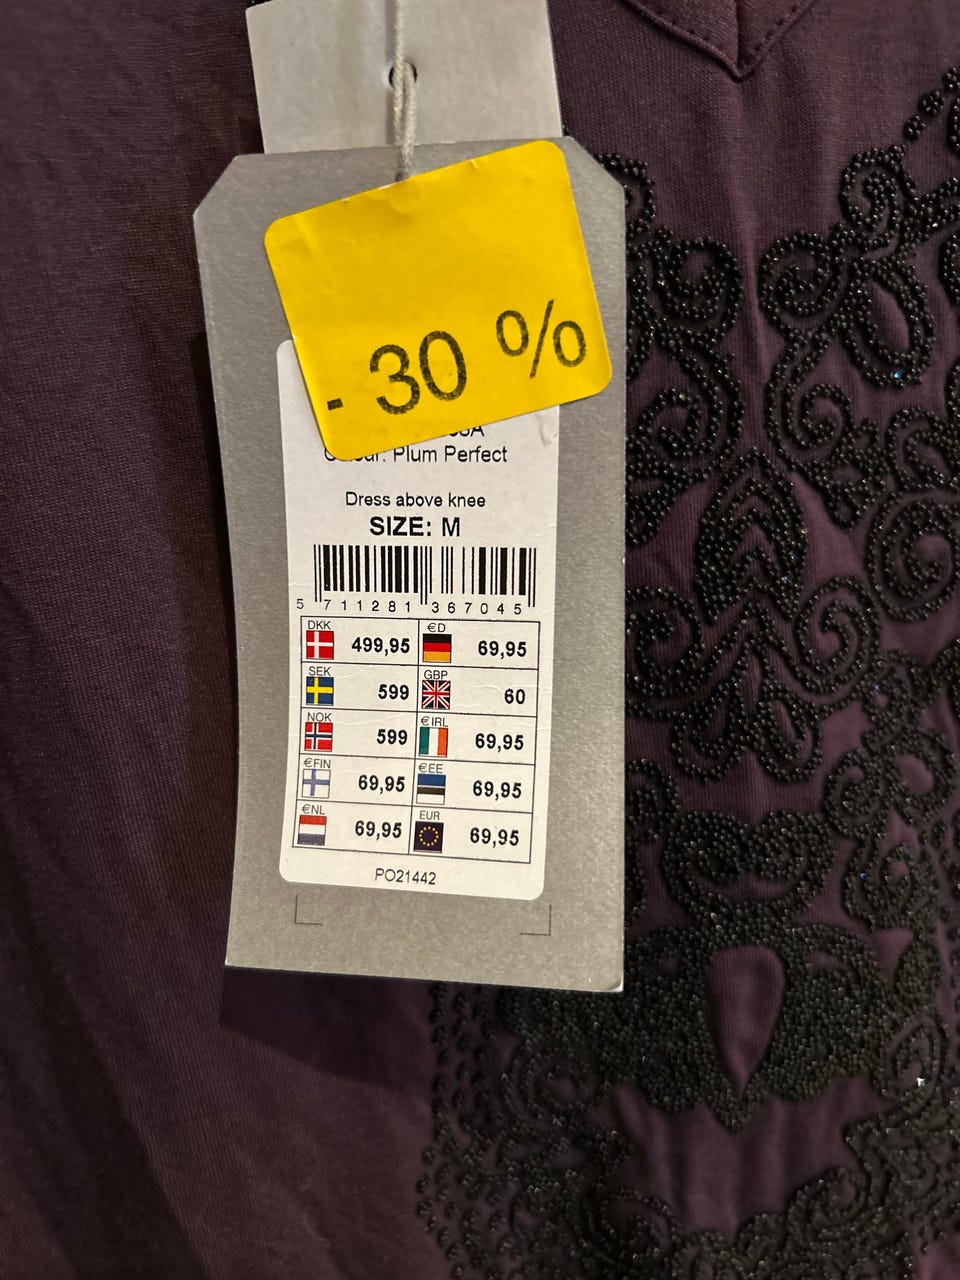 - 30 %
Plum Perfect
Dress above knee
SIZE: M
5 711281 367045
DKK 499,95 €D 69,95
SEK 599 GBP 60
NOK 599 €IRL 69,95
€FIN 69,95 €EE 69,95
€NL 69,95 EUR 69,95
PO21442